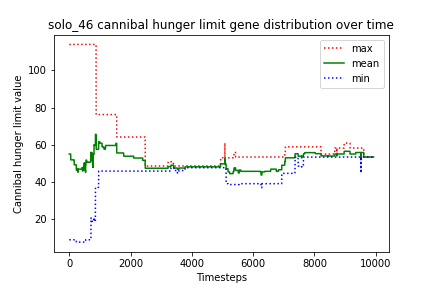 solo_46 cannibal hunger limit gene distribution over time
max
mean
min
Cannibal hunger limit value
100
80
60
40
20
0
2000
4000
6000
8000
10000
Timesteps